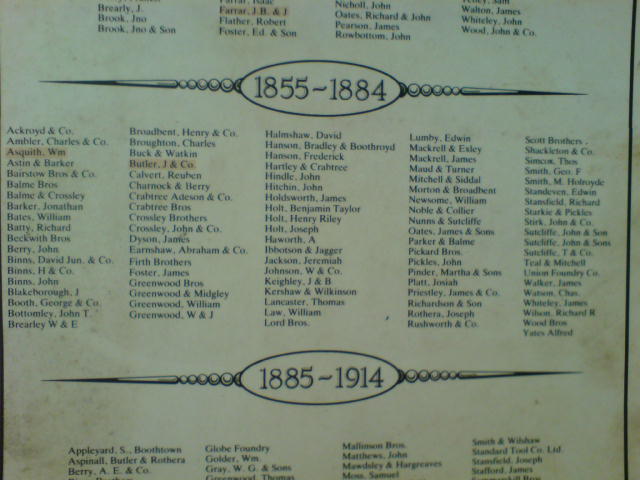 Brearly, J.
Brook, Jno
Brook, Jno & Son
Farrar, Isaac
Farrar, J.B. & J
Flather, Robert
Foster, Ed. & Son
Nicholl, John
Oates, Richard & John
Pearson, James
Rowbottom, John
Walton, James
Whiteley, John
Wood, John & Co.
1855~1884
Ackroyd & Co.
Ambler, Charles & Co.
Asquith, Wm
Astin & Barker
Bairstow Bros & Co.
Balme Bros
Balme & Crossley
Barker, Jonathan
Bates, William
Batty, Richard
Beckwith Bros
Berry, John
Binns, David Jun. & Co.
Binns, H & Co.
Binns, John
Blakeborough, J
Booth, George & Co.
Bottomley, John T.
Brearley W & E
Broadbent, Henry & Co.
Broughton, Charles
Buck & Watkin
Butler, J & Co.
Calvert, Reuben
Charnock & Berry
Crabtree Adeson & Co.
Crabtree Bros
Crossley Brothers
Crossley, John & Co.
Dyson, James
Earnshaw, Abraham & Co.
Firth Brothers
Foster, James
Greenwood Bros
Greenwood & Midgley
Greenwood, William
Greenwood, W & J
Halmshaw, David
Hanson, Bradley & Boothroyd
Hanson, Frederick
Hartley & Crabtree
Hindle, John
Hitchin, John
Holdsworth, James
Holt, Benjamin Taylor
Holt, Henry Riley
Holt, Joseph
Haworth, A
Ibbotson & Jagger
Jackson, Jeremiah
Johnson, W & Co.
Keighley, J & B
Kershaw & Wilkinson
Lancaster, Thomas
Law, William
Lord Bros.
Lumby, Edwin
Mackrell & Exley
Mackrell, James
Maud & Turner
Mitchell & Siddal
Morton & Broadbent
Newsome, William
Noble & Collier
Nunns & Sutcliffe
Oates, James & Sons
Parker & Balme
Pickard Bros.
Pickles, John
Pinder, Martha & Sons
Platt, Josiah
Priestley, James & Co.
Richardson & Son
Rothera, Joseph
Rushworth & Co.
Scott Brothers
Shackleton & Co.
Simcox, Thos
Smith, Geo. F
Smith, M. Holroyde
Standeven, Edwin
Stansfield, Richard
Starkie & Pickles
Stirk, John & Co.
Sutcliffe, John & Son
Sutcliffe, John & Sons
Sutcliffe, T & Co.
Teal & Mitchell
Union Foundry Co.
Walker, James
Watson, Chas.
Whiteley, James
Wilson, Richard R
Wood Bros
Yates Alfred
1885~1914
Appleyard, S., Boothtown
Aspinall, Butler & Rothera
Berry, A. E. & Co.
Globe Foundry
Golder, Wm.
Gray, W. G. & Sons
Greenwood, Thomas
Mallinson Bros.
Matthews, John
Mawdsley & Hargreaves
Moss, Samuel
Smith & Wilshaw
Standard Tool Co. Ltd.
Stansfield, Joseph
Stafford, James